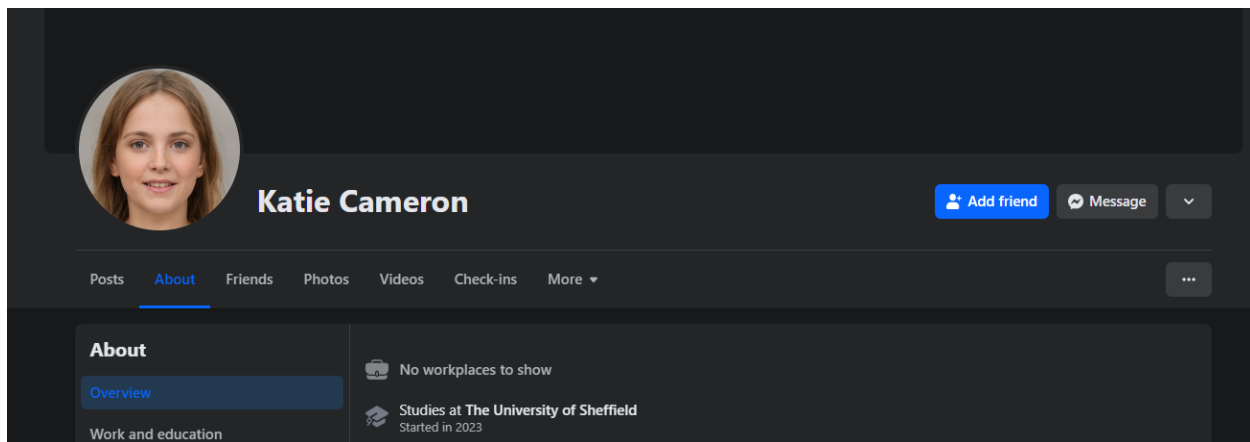 Katie Cameron
Add friend
Message
Posts About Friends Photos Videos Check-ins More
About
Overview
Work and education
No workplaces to show
Studies at The University of Sheffield
Started in 2023